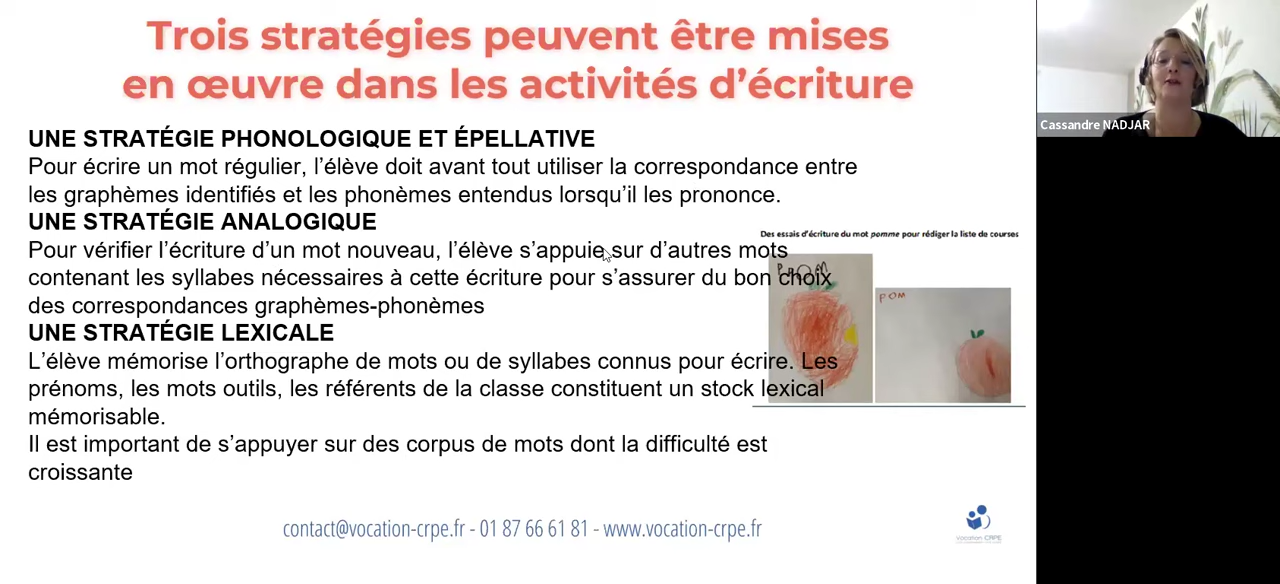 Trois stratégies peuvent être mises
en œuvre dans les activités d'écriture
Cassandre NADJAR
UNE STRATÉGIE PHONOLOGIQUE ET ÉPELLATIVE
Pour écrire un mot régulier, l'élève doit avant tout utiliser la correspondance entre
les graphèmes identifiés et les phonèmes entendus lorsqu'il les prononce.
UNE STRATÉGIE ANALOGIQUE
Pour vérifier l'écriture d'un mot nouveau, l'élève s'appuie sur d'autres mots
contenant les syllabes nécessaires à cette écriture pour s'assurer du bon choix
des correspondances graphèmes-phonèmes
UNE STRATÉGIE LEXICALE
L'élève mémorise l'orthographe de mots ou de syllabes connus pour écrire. Les
prénoms, les mots outils, les référents de la classe constituent un stock lexical
mémorisable.
Il est important de s'appuyer sur des corpus de mots dont la difficulté est
croissante
Des essais d'écriture du mot pomme pour rédiger la liste de courses
POM
contact@vocation-crpe.fr - 01 87 66 61 81 - www.vocation-crpe.fr
vocation CRPE